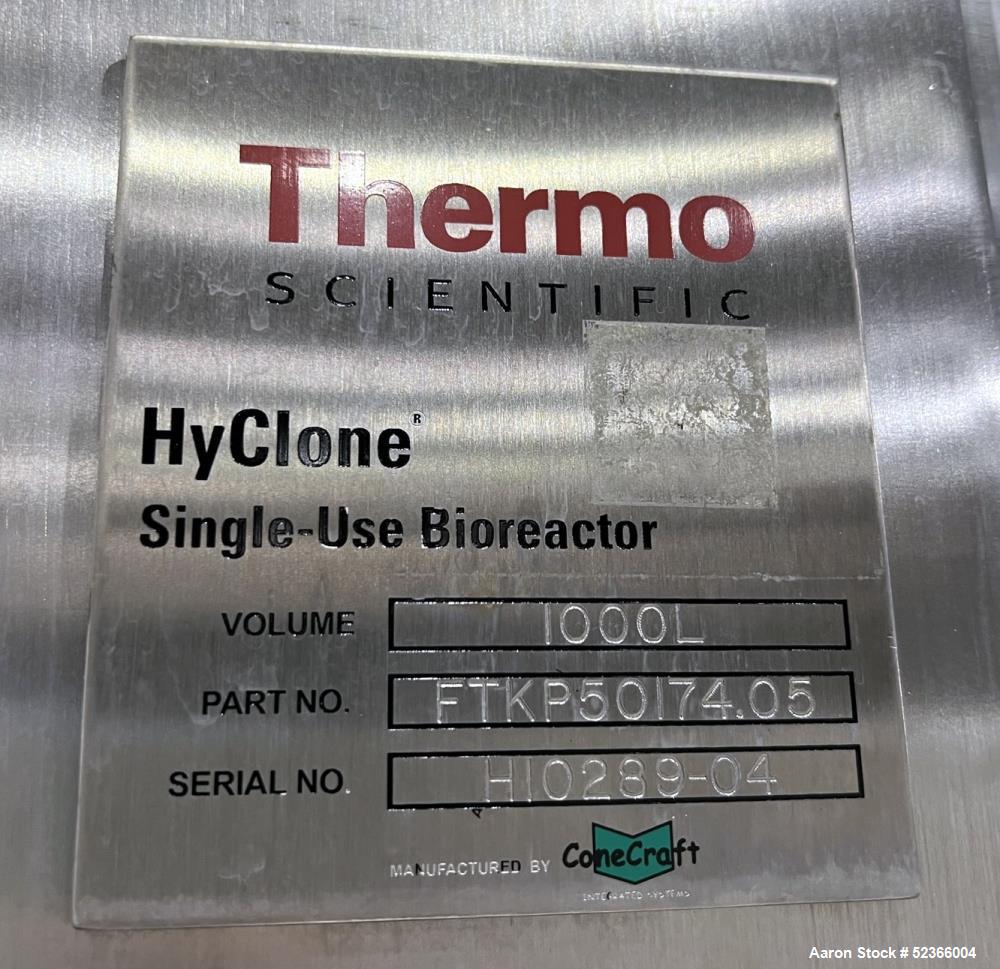 Thermo
SCIENTIFIC
HyClone®
Single-Use Bioreactor
VOLUME 1000L
PART NO. FTKP50174.05
SERIAL NO. H10289-04
MANUFACTURED BY ConeCraft
Aaron Stock # 52366004